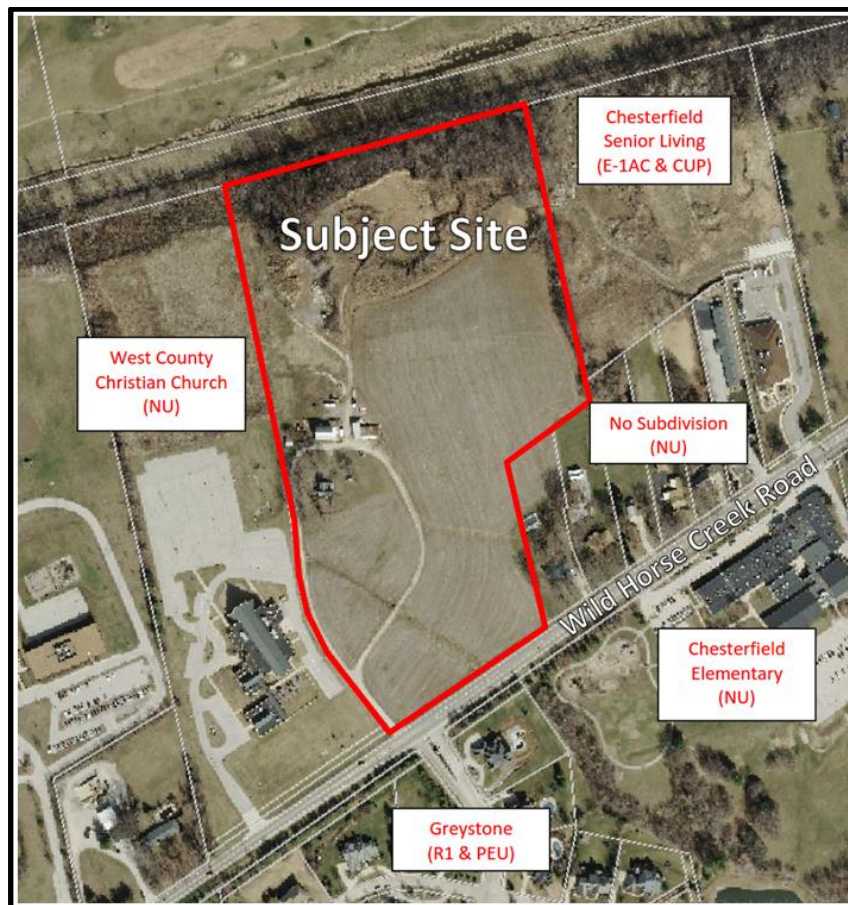 Chesterfield
Senior Living
(E-1AC & CUP)
Subject Site
West County
Christian Church
(NU)
No Subdivision
(NU)
Wild Horse Creek Road
Chesterfield
Elementary
(NU)
Greystone
(R1 & PEU)